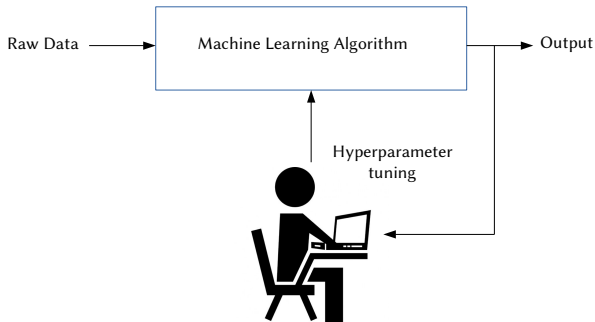 Raw Data
Machine Learning Algorithm
Output
Hyperparameter
tuning